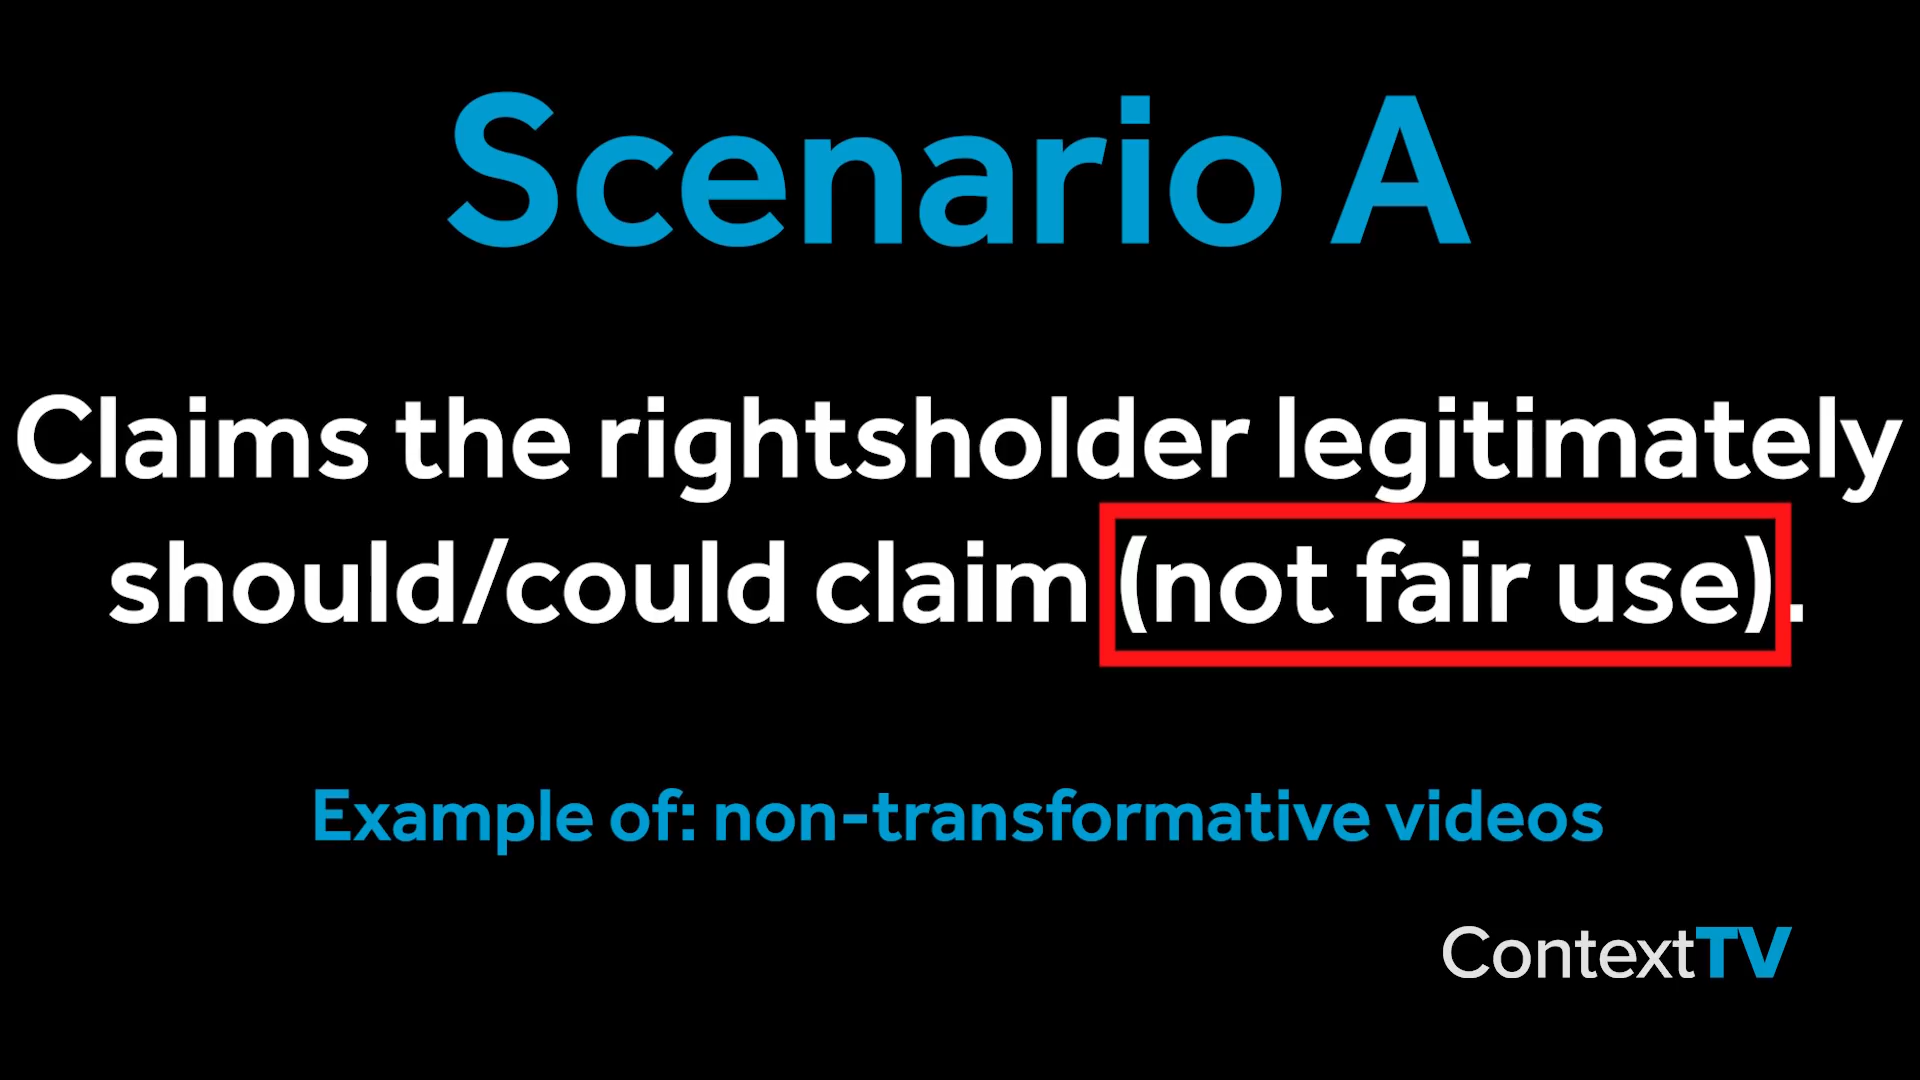 Scenario A
Claims the rightsholder legitimately
should/could claim (not fair use).
Example of: non-transformative videos
ContextTV